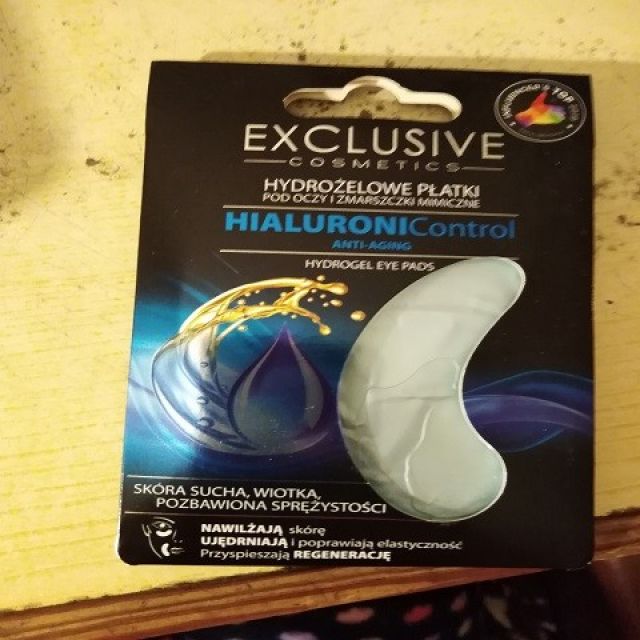 EXCLUSIVE
COSMETICS
HYDROŻELOWE PŁATKI
POD OCZY I ZMARSZCZKI MIMICZNE
HIALURONIControl
ANTI-AGING
HYDROGEL EYE PADS
SKÓRA SUCHA, WIOTKA,
POZBAWIONA SPRĘŻYSTOŚCI
NAWILŻAJĄ skórę
UJĘDRNIAJĄ i poprawiają elastyczność
Przyspieszają REGENERACJĘ